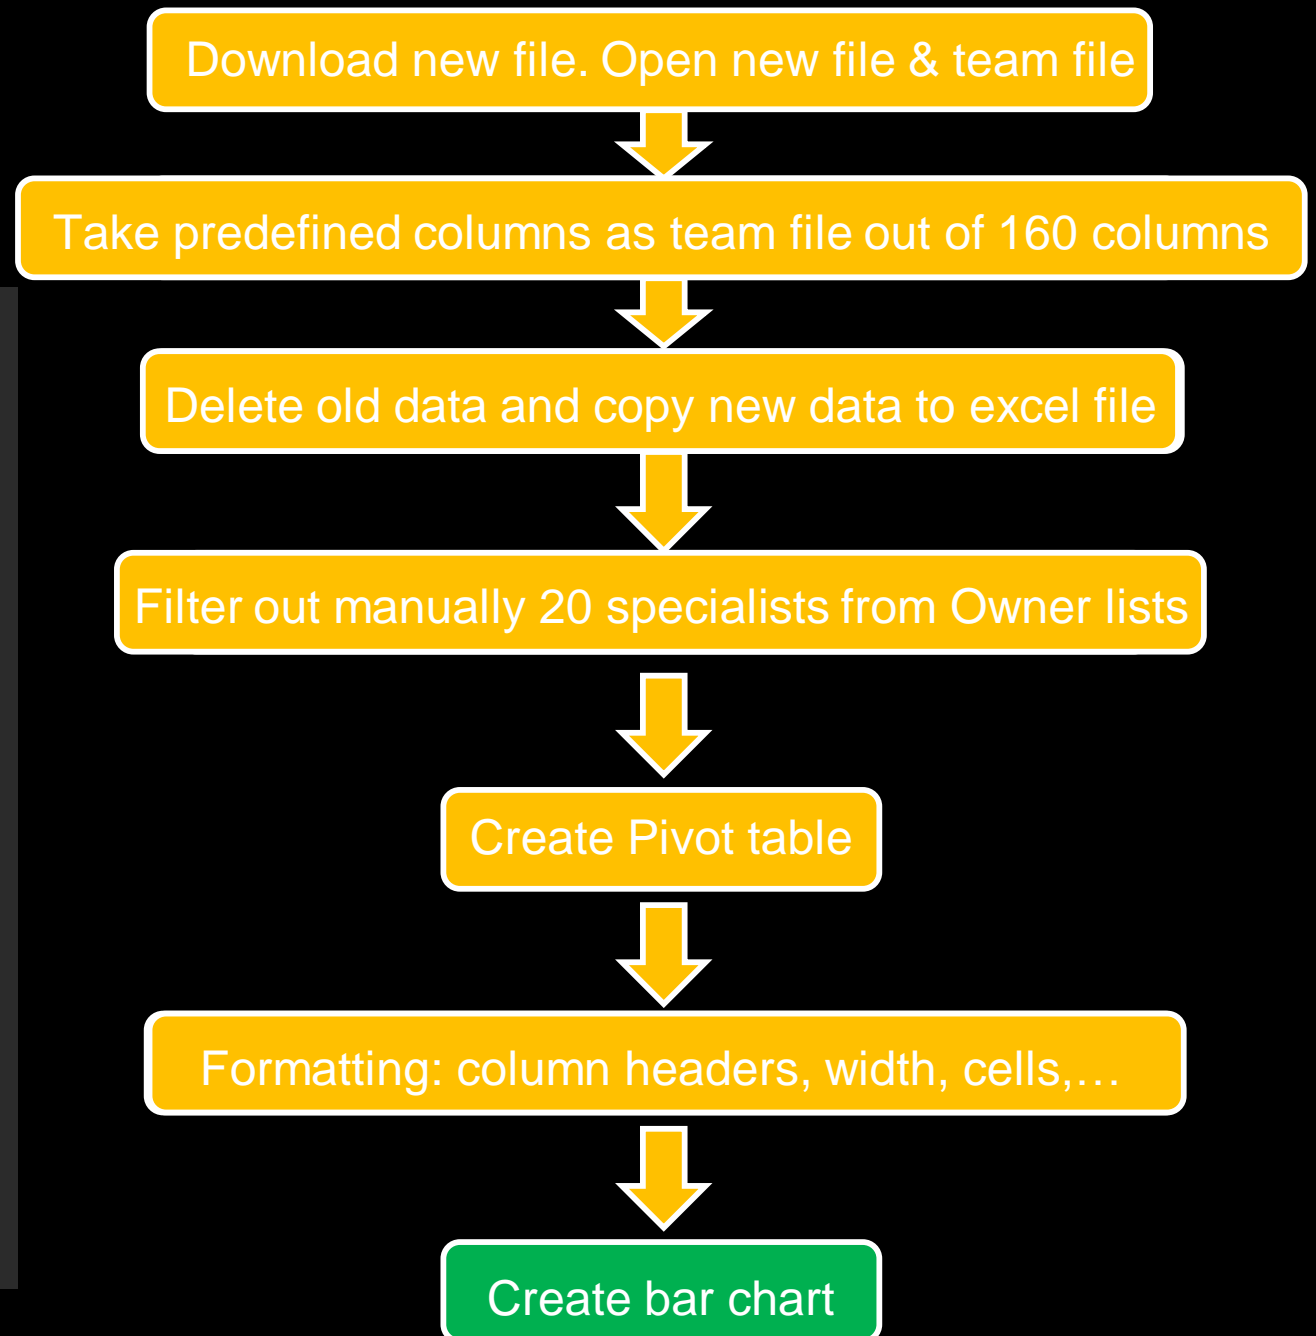 Download new file. Open new file & team file
Take predefined columns as team file out of 160 columns
Delete old data and copy new data to excel file
Filter out manually 20 specialists from Owner lists
Create Pivot table
Formatting: column headers, width, cells,…
Create bar chart